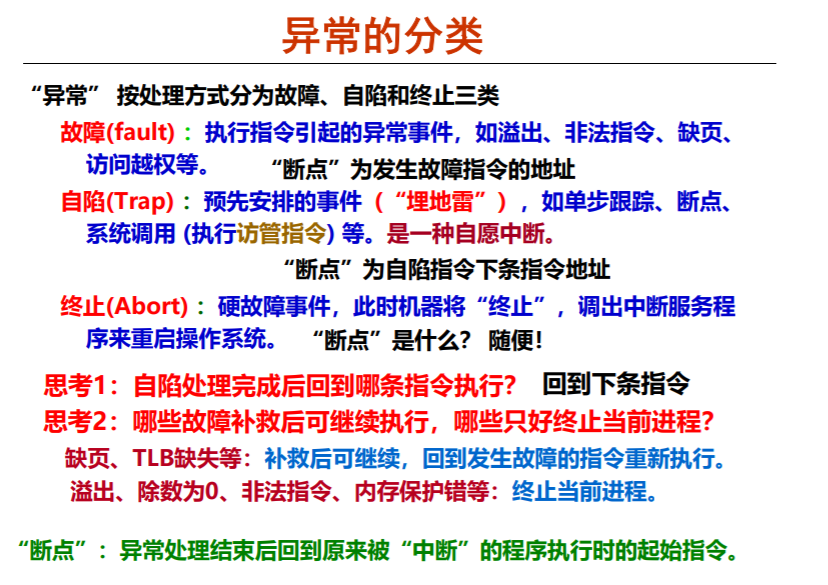 异常的分类
“异常” 按处理方式分为故障、自陷和终止三类
故障(fault)：执行指令引起的异常事件，如溢出、非法指令、缺页、
访问越权等。 “断点”为发生故障指令的地址
自陷(Trap)：预先安排的事件（“埋地雷”），如单步跟踪、断点、
系统调用 (执行访管指令) 等。是一种自愿中断。
“断点”为自陷指令下条指令地址
终止(Abort)：硬故障事件，此时机器将“终止”，调出中断服务程
序来重启操作系统。 “断点”是什么？ 随便！
思考1：自陷处理完成后回到哪条指令执行？ 回到下条指令
思考2：哪些故障补救后可继续执行，哪些只好终止当前进程？
缺页、TLB缺失等：补救后可继续，回到发生故障的指令重新执行。
溢出、除数为0、非法指令、内存保护错等：终止当前进程。
“断点”：异常处理结束后回到原来被“中断”的程序执行时的起始指令。